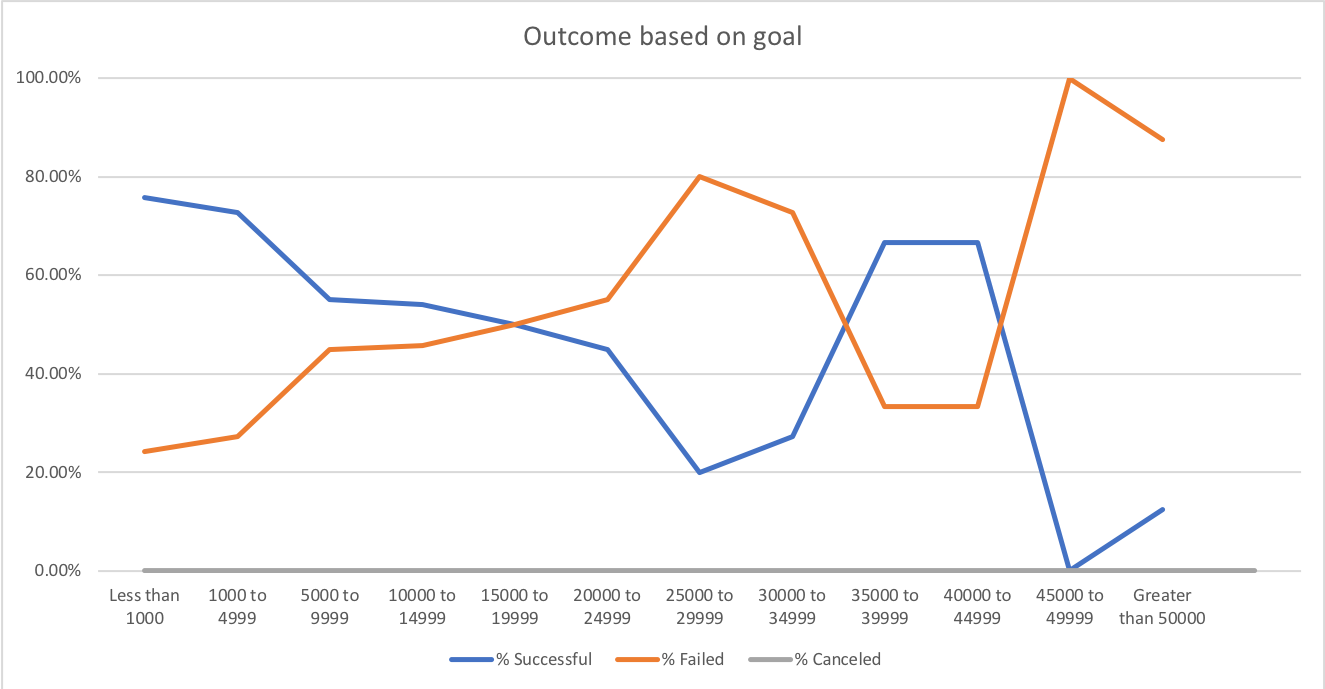 Outcome based on goal
100.00%
80.00%
60.00%
40.00%
20.00%
0.00%
Less than 1000 to 5000 to 10000 to 15000 to 20000 to 25000 to 30000 to 35000 to 40000 to 45000 to Greater
1000 4999 9999 14999 19999 24999 29999 34999 39999 44999 49999 than 50000
% Successful % Failed % Canceled